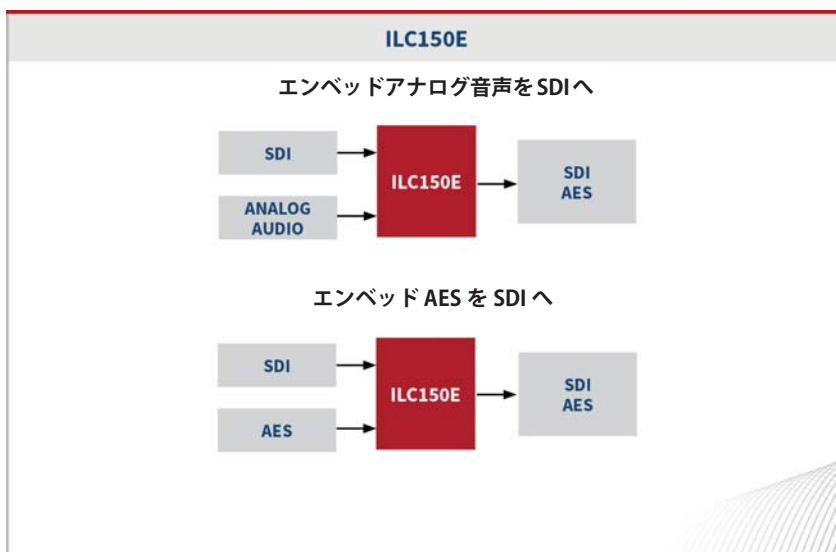 ILC150E
エンベッドアナログ音声をSDIへ
SDI
ANALOG
AUDIO
ILC150E
SDI
AES
エンベッド AES を SDI へ
SDI
AES
ILC150E
SDI
AES